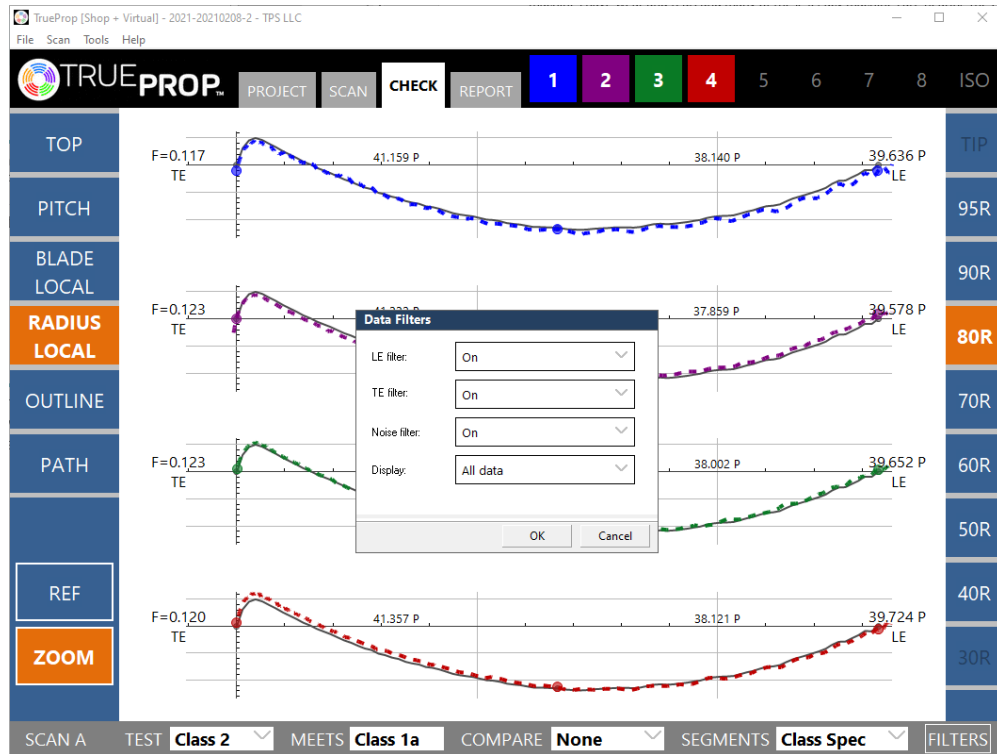 TrueProp [Shop + Virtual] - 2021-20210208-2 - TPS LLC
File Scan Tools Help
TRUEPROP™ PROJECT SCAN CHECK REPORT 1 2 3 4 5 6 7 8 ISO
TOP
PITCH
BLADE
LOCAL
RADIUS
LOCAL
OUTLINE
PATH
REF
ZOOM
F=0.117 41.159 P 38.140 P 39.636 P
TE LE
F=0.123 37.859 P 39.578 P
TE LE
Data Filters
LE filter: On
TE filter: On
Noise filter: On
Display: All data
OK Cancel
F=0.123 38.002 P 39.652 P
TE LE
F=0.120 41.357 P 38.121 P 39.724 P
TE LE
TIP
95R
90R
80R
70R
60R
50R
40R
30R
SCAN A TEST Class 2 MEETS Class 1a COMPARE None SEGMENTS Class Spec FILTERS